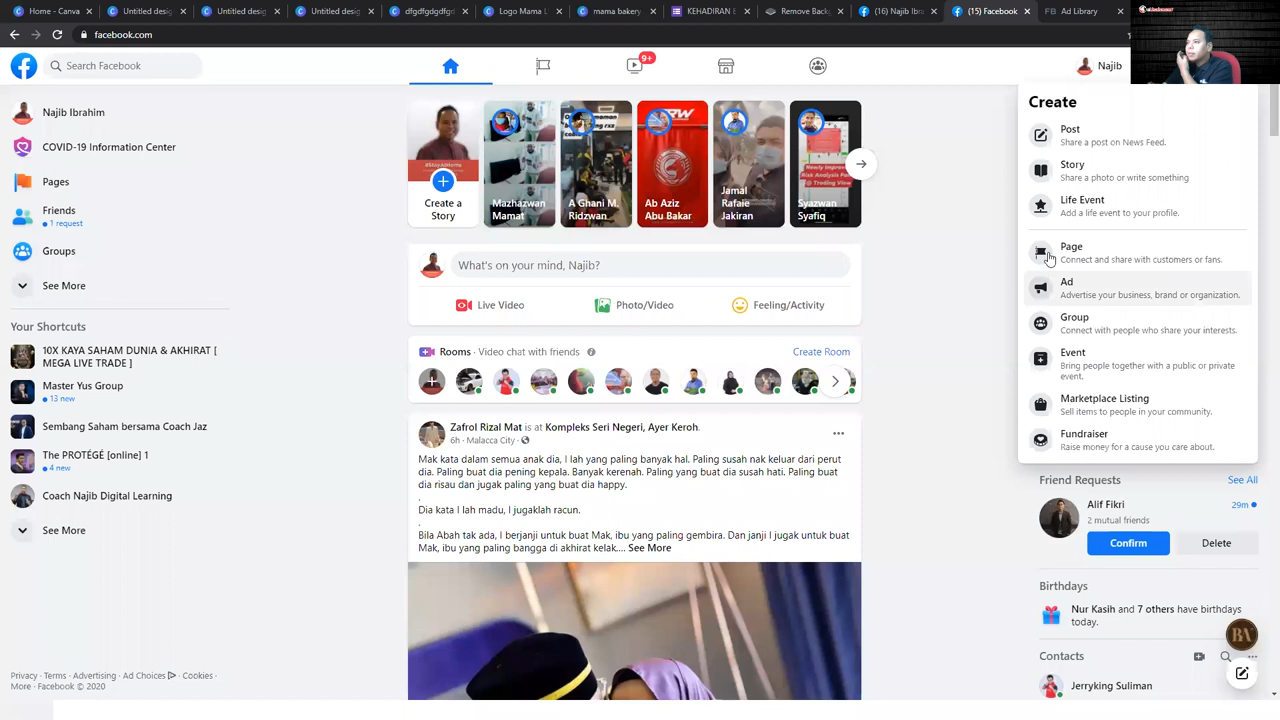 Home - Canva
Untitled desig
Untitled desig
Untitled desig
dfgdfgdgdfgi
Logo Mama L
mama bakery
KEHADIRAN E
Remove Back
(16) Najib Ibra
(15) Facebook
Ad Library
facebook.com
Search Facebook
9+
Najib
Najib Ibrahim
COVID-19 Information Center
Pages
Friends
1 request
Groups
See More
Your Shortcuts
10X KAYA SAHAM DUNIA & AKHIRAT [
MEGA LIVE TRADE ]
Master Yus Group
13 new
Sembang Saham bersama Coach Jaz
The PROTÉGÉ [online] 1
4 new
Coach Najib Digital Learning
See More
Privacy · Terms · Advertising · Ad Choices · Cookies ·
More · Facebook © 2020
Create a
Story
Mazhazwan
Mamat
A Ghani M.
Ridzwan
Ab Aziz
Abu Bakar
Jamal
Rafaie
Jakiran
Syazwan
Syafiq
What's on your mind, Najib?
Live Video
Photo/Video
Feeling/Activity
Rooms · Video chat with friends
Create Room
Zafrol Rizal Mat is at Kompleks Seri Negeri, Ayer Keroh.
6h · Malacca City ·
Mak kata dalam semua anak dia, I lah yang paling banyak hal. Paling susah nak keluar dari perut
dia. Paling buat dia pening kepala. Banyak kerenah. Paling yang buat dia susah hati. Paling buat
dia risau dan jugak paling yang buat dia happy.
.
Dia kata I lah madu, I jugaklah racun.
.
Bila Abah tak ada, I berjanji untuk buat Mak, ibu yang paling gembira. Dan janji I jugak untuk buat
Mak, ibu yang paling bangga di akhirat kelak.... See More
Create
Post
Share a post on News Feed.
Story
Share a photo or write something
Life Event
Add a life event to your profile.
Page
Connect and share with customers or fans.
Ad
Advertise your business, brand or organization.
Group
Connect with people who share your interests.
Event
Bring people together with a public or private
event.
Marketplace Listing
Sell items to people in your community.
Fundraiser
Raise money for a cause you care about.
Friend Requests
See All
Alif Fikri
29m
2 mutual friends
Confirm
Delete
Birthdays
Nur Kasih and 7 others have birthdays
today.
Contacts
Jerryking Suliman